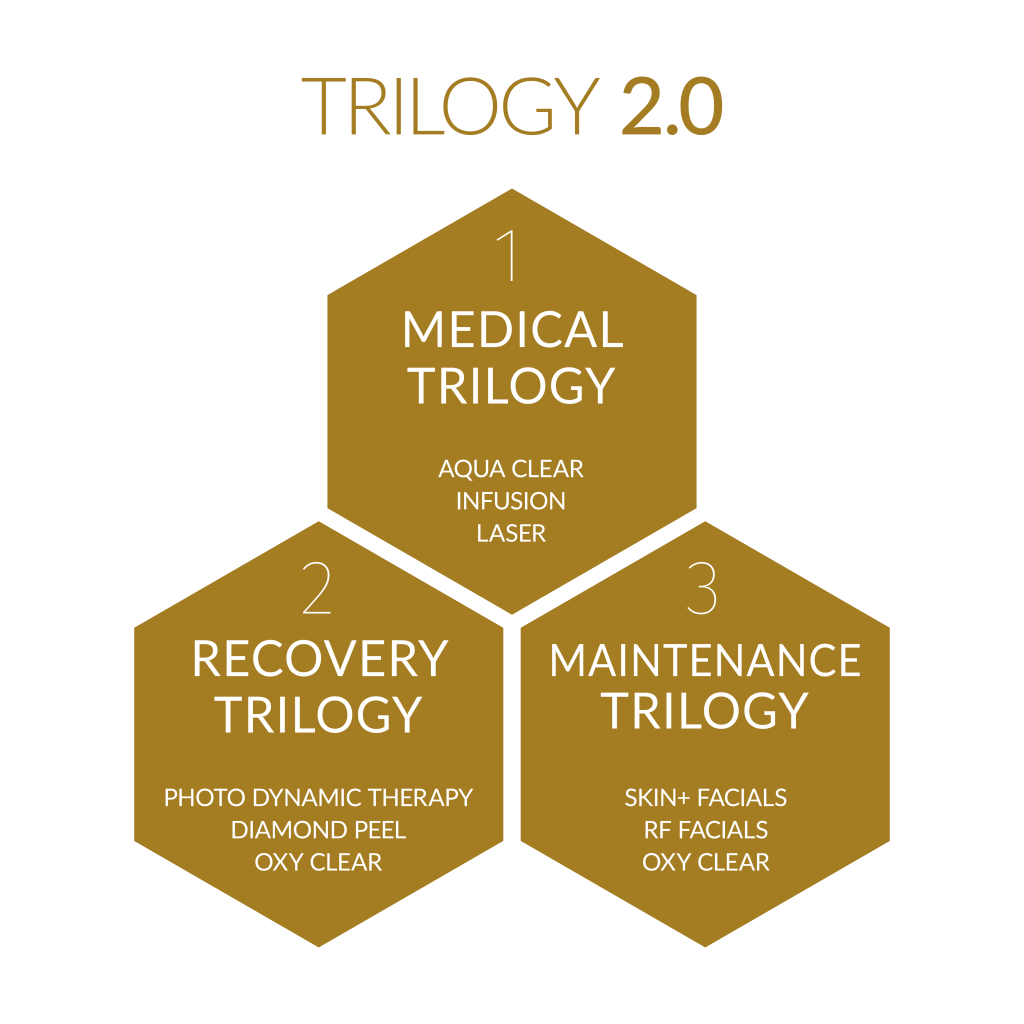 TRILOGY 2.0
1
MEDICAL
TRILOGY
AQUA CLEAR
INFUSION
LASER
2
RECOVERY
TRILOGY
PHOTO DYNAMIC THERAPY
DIAMOND PEEL
OXY CLEAR
3
MAINTENANCE
TRILOGY
SKIN+ FACIALS
RF FACIALS
OXY CLEAR